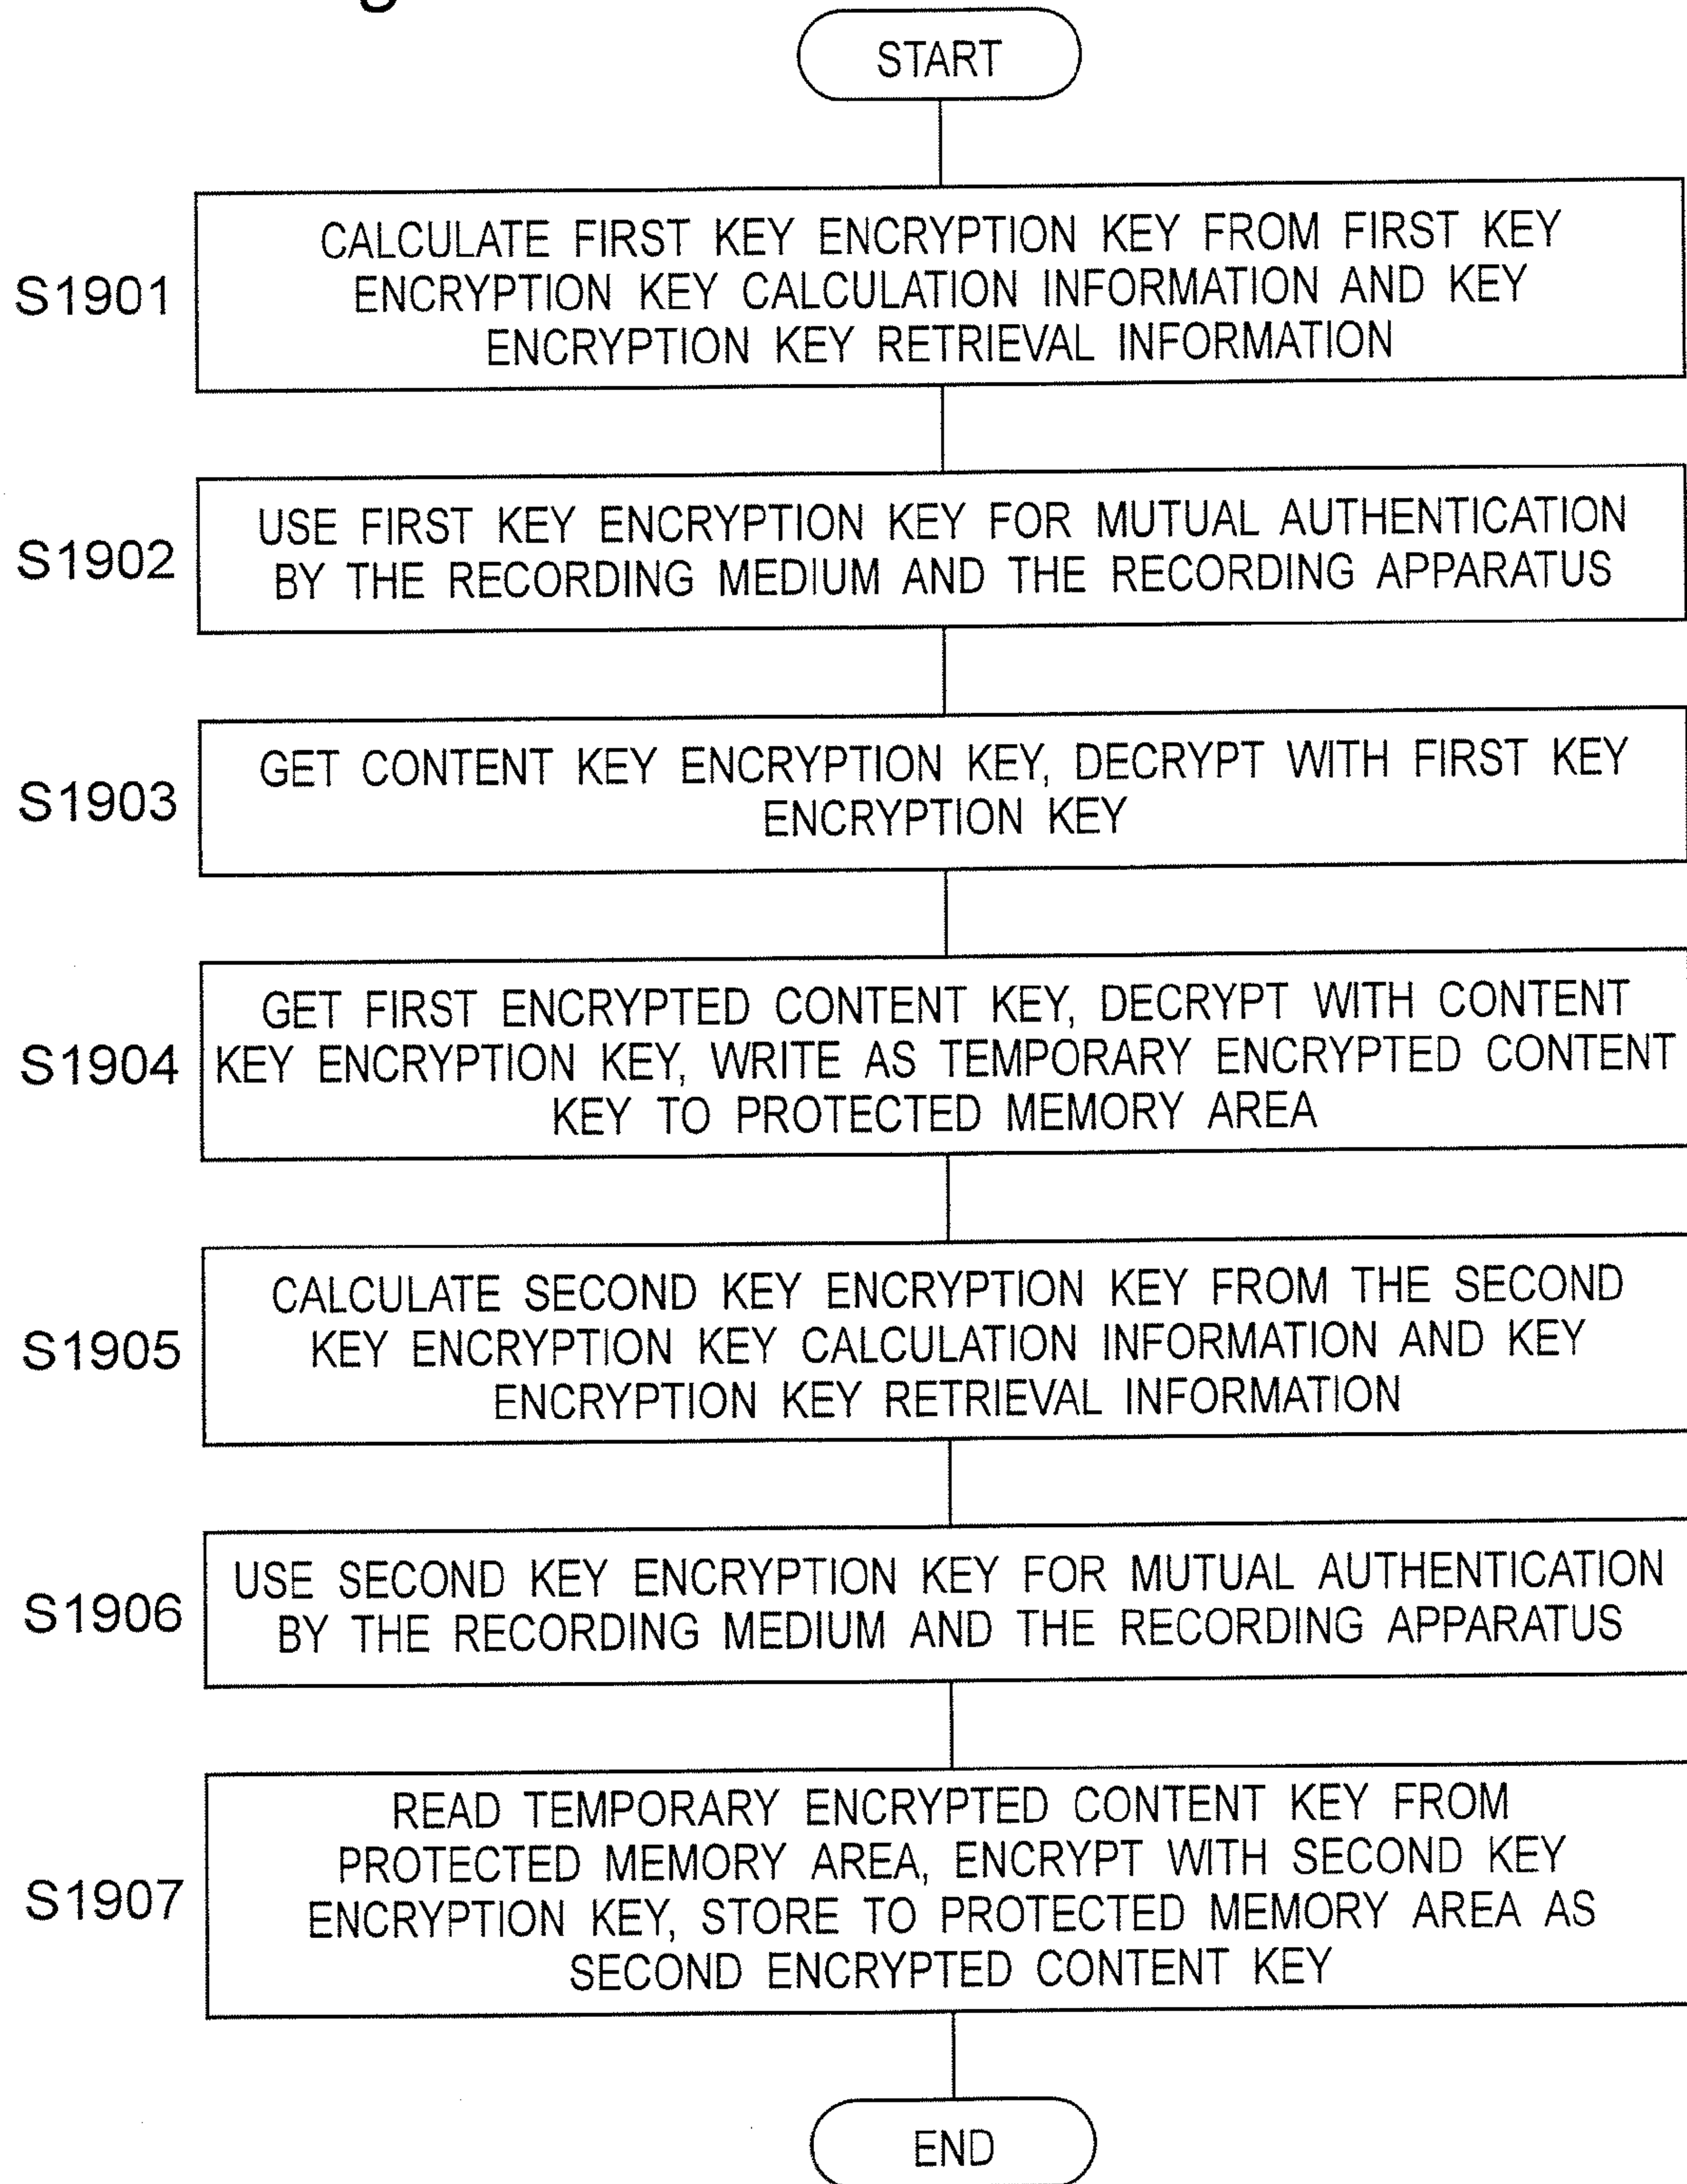 START
S1901
CALCULATE FIRST KEY ENCRYPTION KEY FROM FIRST KEY
ENCRYPTION KEY CALCULATION INFORMATION AND KEY
ENCRYPTION KEY RETRIEVAL INFORMATION
S1902
USE FIRST KEY ENCRYPTION KEY FOR MUTUAL AUTHENTICATION
BY THE RECORDING MEDIUM AND THE RECORDING APPARATUS
S1903
GET CONTENT KEY ENCRYPTION KEY, DECRYPT WITH FIRST KEY
ENCRYPTION KEY
S1904
GET FIRST ENCRYPTED CONTENT KEY, DECRYPT WITH CONTENT
KEY ENCRYPTION KEY, WRITE AS TEMPORARY ENCRYPTED CONTENT
KEY TO PROTECTED MEMORY AREA
S1905
CALCULATE SECOND KEY ENCRYPTION KEY FROM THE SECOND
KEY ENCRYPTION KEY CALCULATION INFORMATION AND KEY
ENCRYPTION KEY RETRIEVAL INFORMATION
S1906
USE SECOND KEY ENCRYPTION KEY FOR MUTUAL AUTHENTICATION
BY THE RECORDING MEDIUM AND THE RECORDING APPARATUS
S1907
READ TEMPORARY ENCRYPTED CONTENT KEY FROM
PROTECTED MEMORY AREA, ENCRYPT WITH SECOND KEY
ENCRYPTION KEY, STORE TO PROTECTED MEMORY AREA AS
SECOND ENCRYPTED CONTENT KEY
END